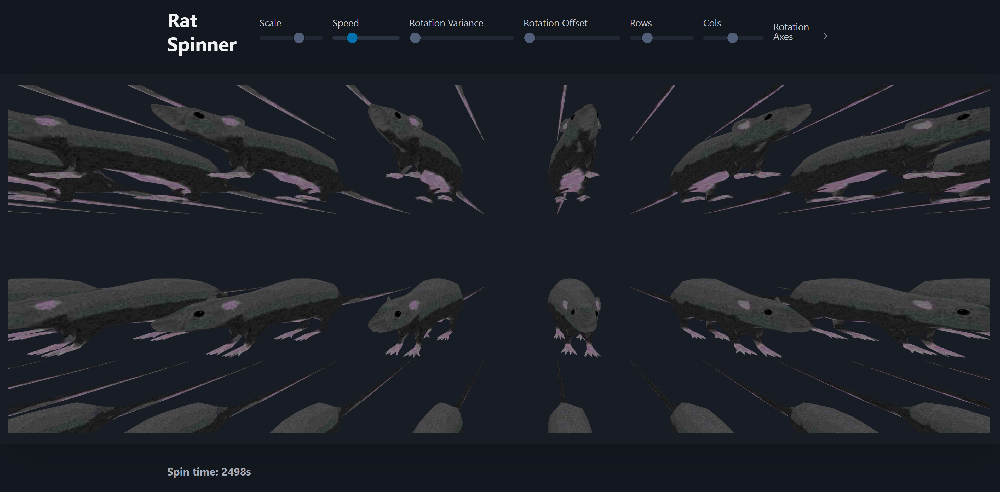 Rat
Spinner
Scale
Speed
Rotation Variance
Rotation Offset
Rows
Cols
Rotation
Axes
Spin time: 2498s